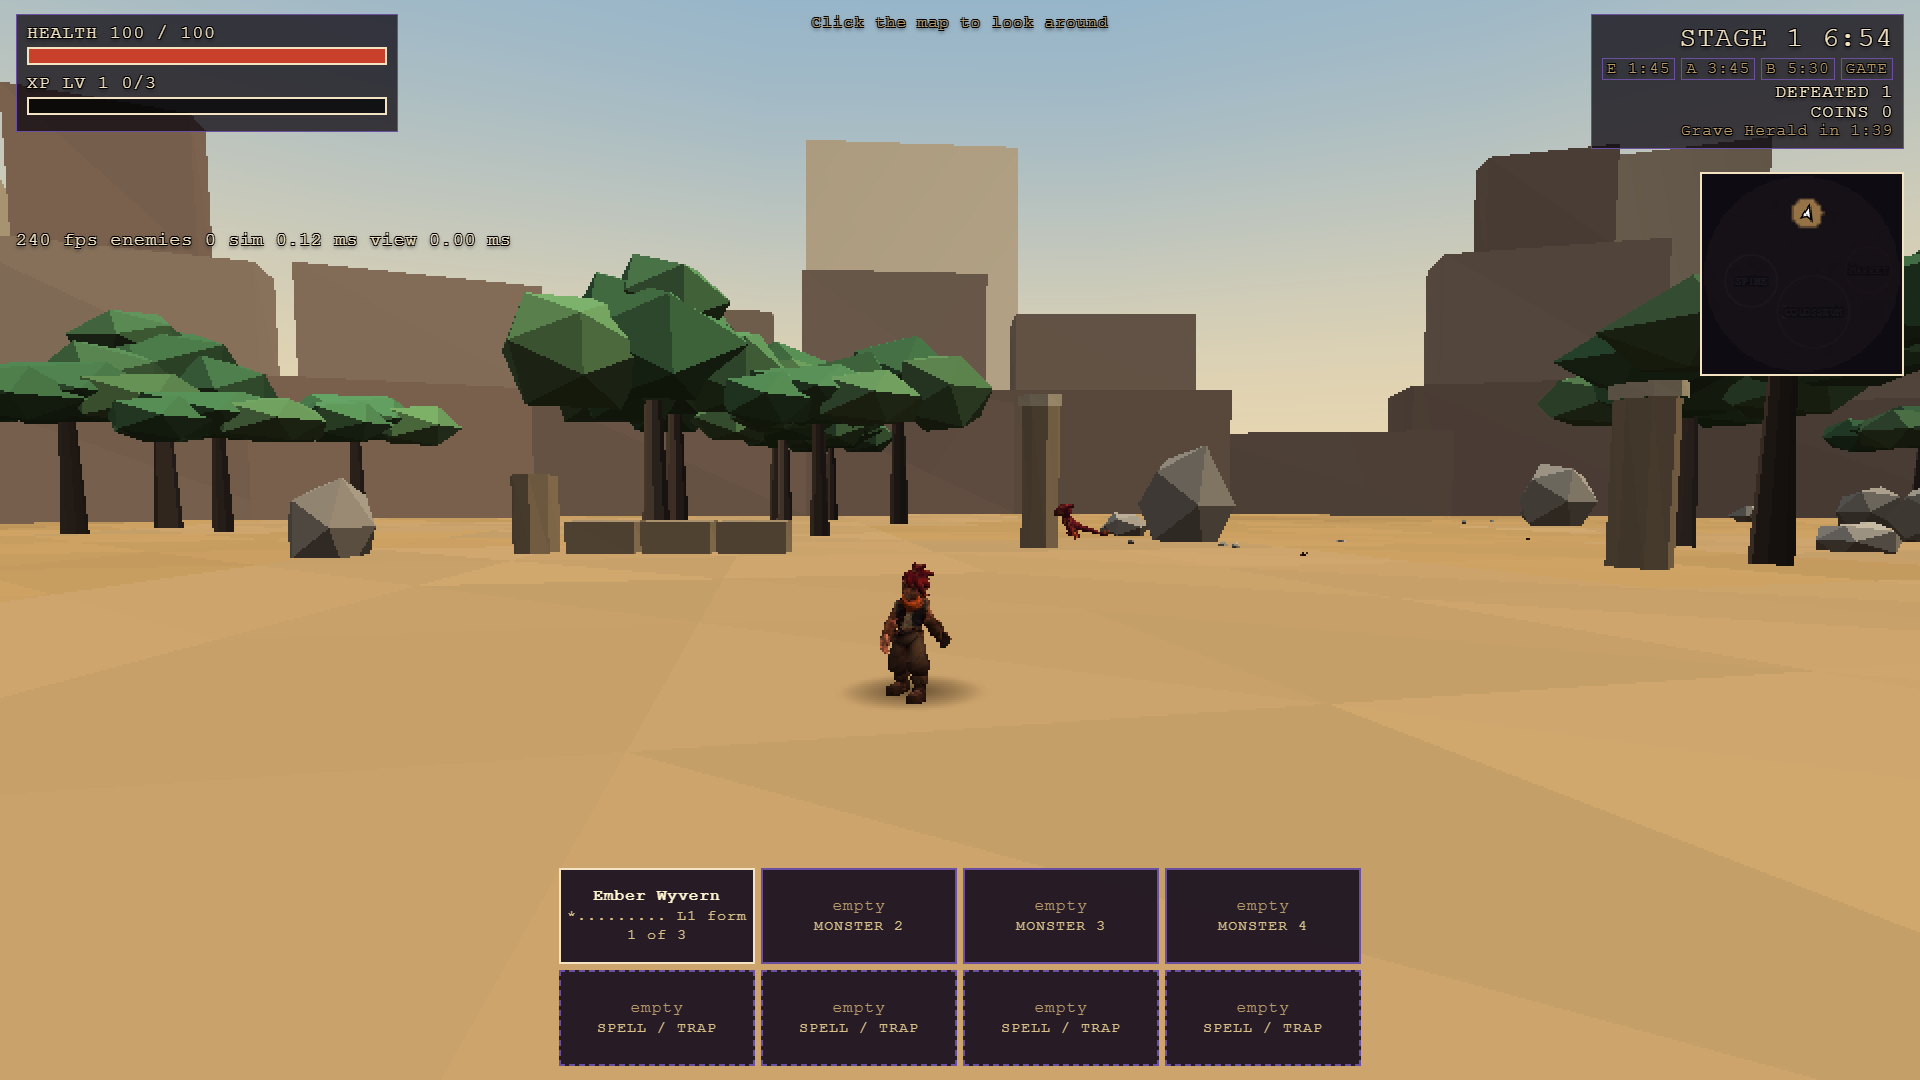 HEALTH 100 / 100
XP LV 1 0/3
Click the map to look around
STAGE 1 6:54
E 1:45 A 3:45 B 5:30 GATE
DEFEATED 1
COINS 0
Grave Herald in 1:39
240 fps enemies 0 sim 0.12 ms view 0.00 ms
Ember Wyvern
*......... L1 form
1 of 3
empty
MONSTER 2
empty
MONSTER 3
empty
MONSTER 4
empty
SPELL / TRAP
empty
SPELL / TRAP
empty
SPELL / TRAP
empty
SPELL / TRAP